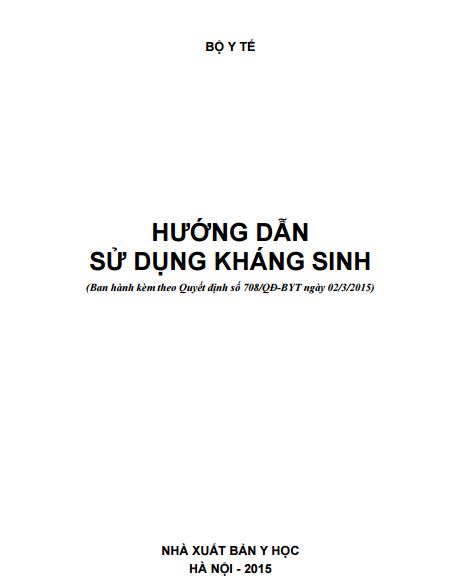 BỘ Y TẾ
HƯỚNG DẪN
SỬ DỤNG KHÁNG SINH
(Ban hành kèm theo Quyết định số 708/QĐ-BYT ngày 02/3/2015)
NHÀ XUẤT BẢN Y HỌC
HÀ NỘI - 2015